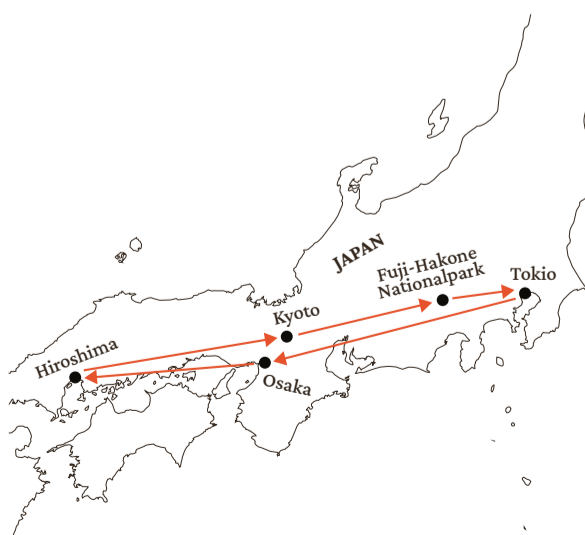 JAPAN
Fuji-Hakone
Nationalpark
Tokio
Kyoto
Hiroshima
Osaka